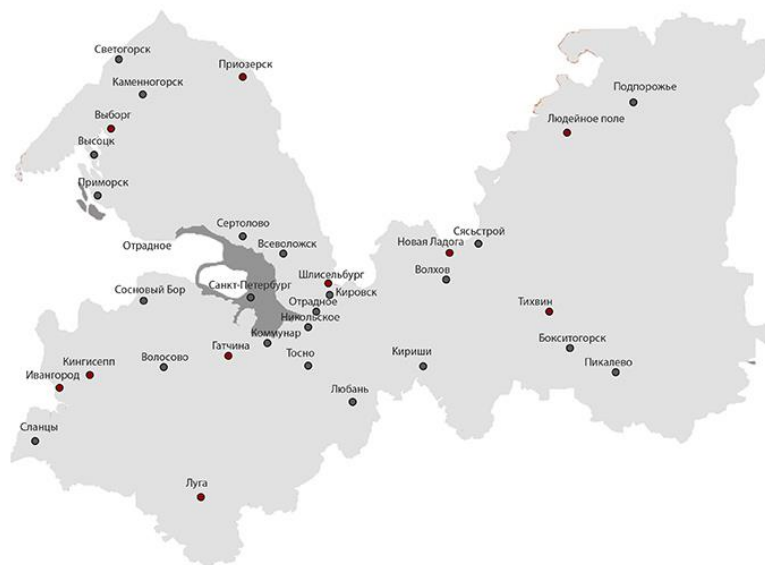 Светогорск
Приозерск
Каменногорск
Подпорожье
Выборг
Людейное поле
Высоцк
Приморск
Сертолово
Отрадное
Всеволожск
Новая Ладога
Сясьстрой
Шлисельбург
Волхов
Санкт-Петербург
Кировск
Сосновый Бор
Отрадное
Тихвин
Никольское
Коммунар
Бокситогорск
Гатчина
Волосово
Тосно
Кириши
Кингисепп
Пикалево
Ивангород
Любань
Сланцы
Луга